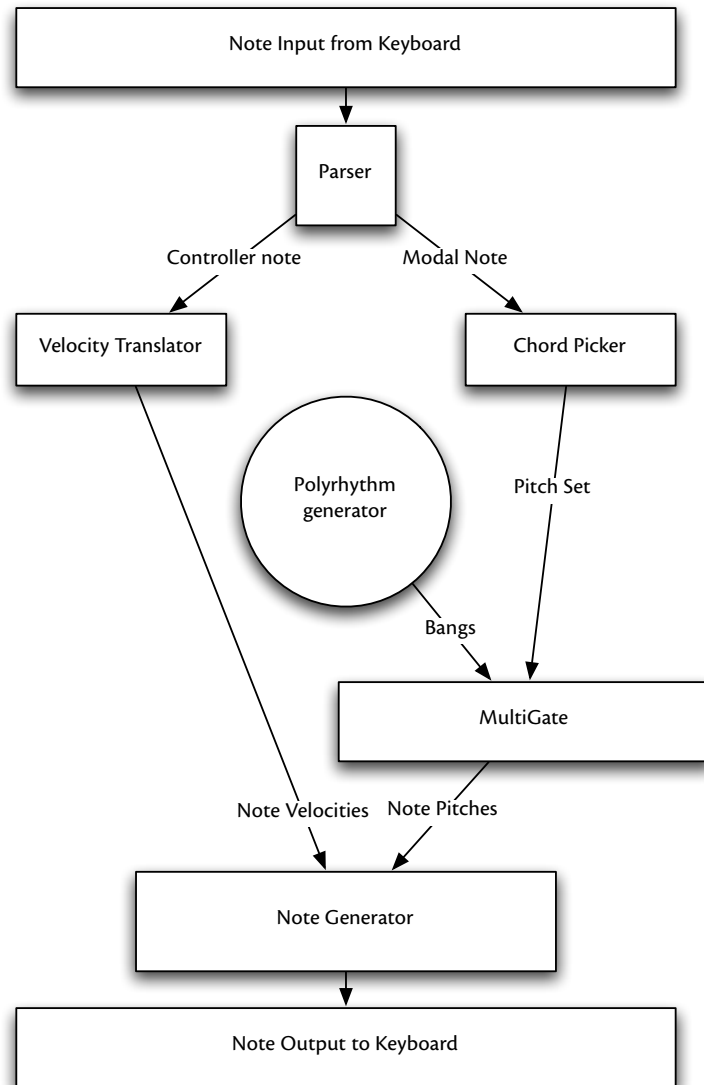 Note Input from Keyboard
Parser
Controller note
Modal Note
Velocity Translator
Chord Picker
Polyrhythm
generator
Pitch Set
Bangs
MultiGate
Note Velocities
Note Pitches
Note Generator
Note Output to Keyboard